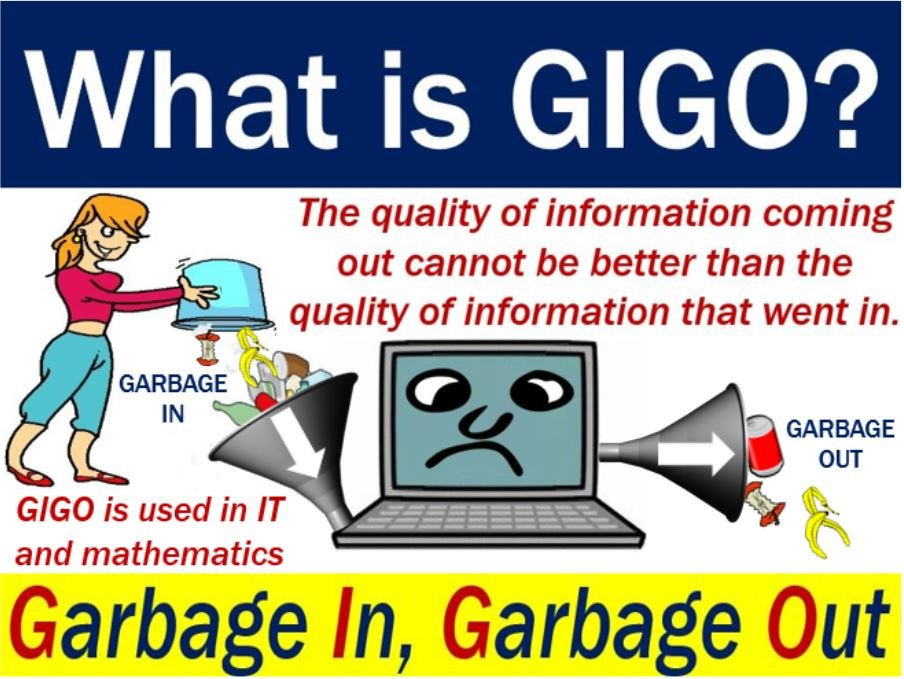 What is GIGO?
The quality of information coming
out cannot be better than the
quality of information that went in.
GARBAGE
IN
GARBAGE
OUT
GIGO is used in IT
and mathematics
Garbage In, Garbage Out